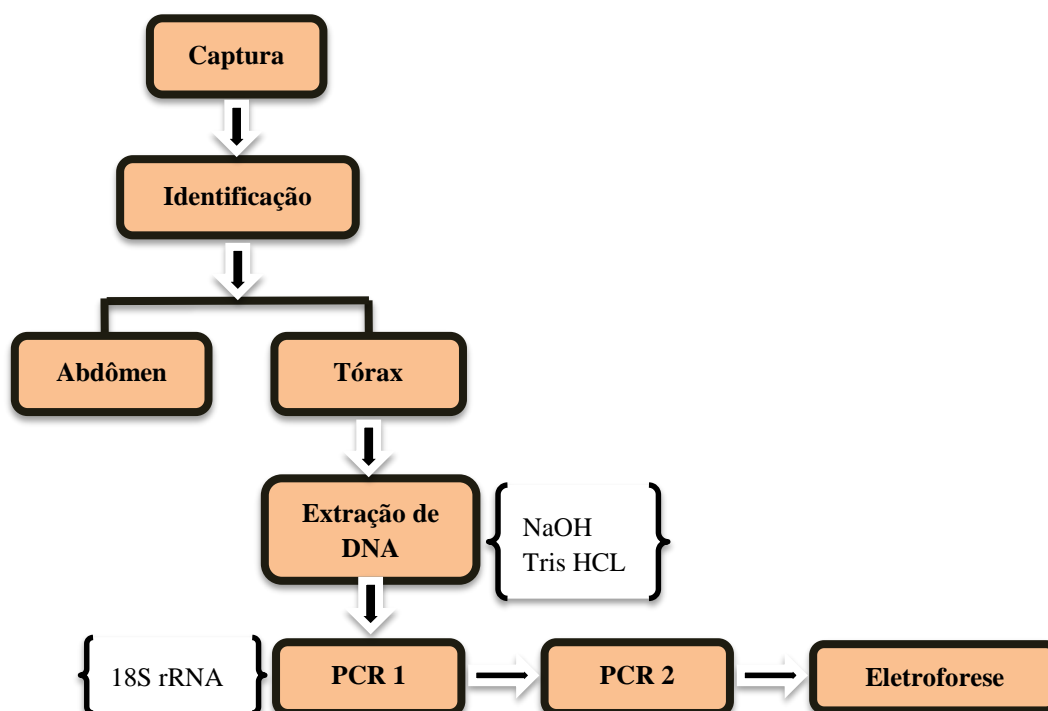 Captura
Identificação
Abdômen
Tórax
Extração de
DNA
NaOH
Tris HCL
18S rRNA
PCR 1
PCR 2
Eletroforese